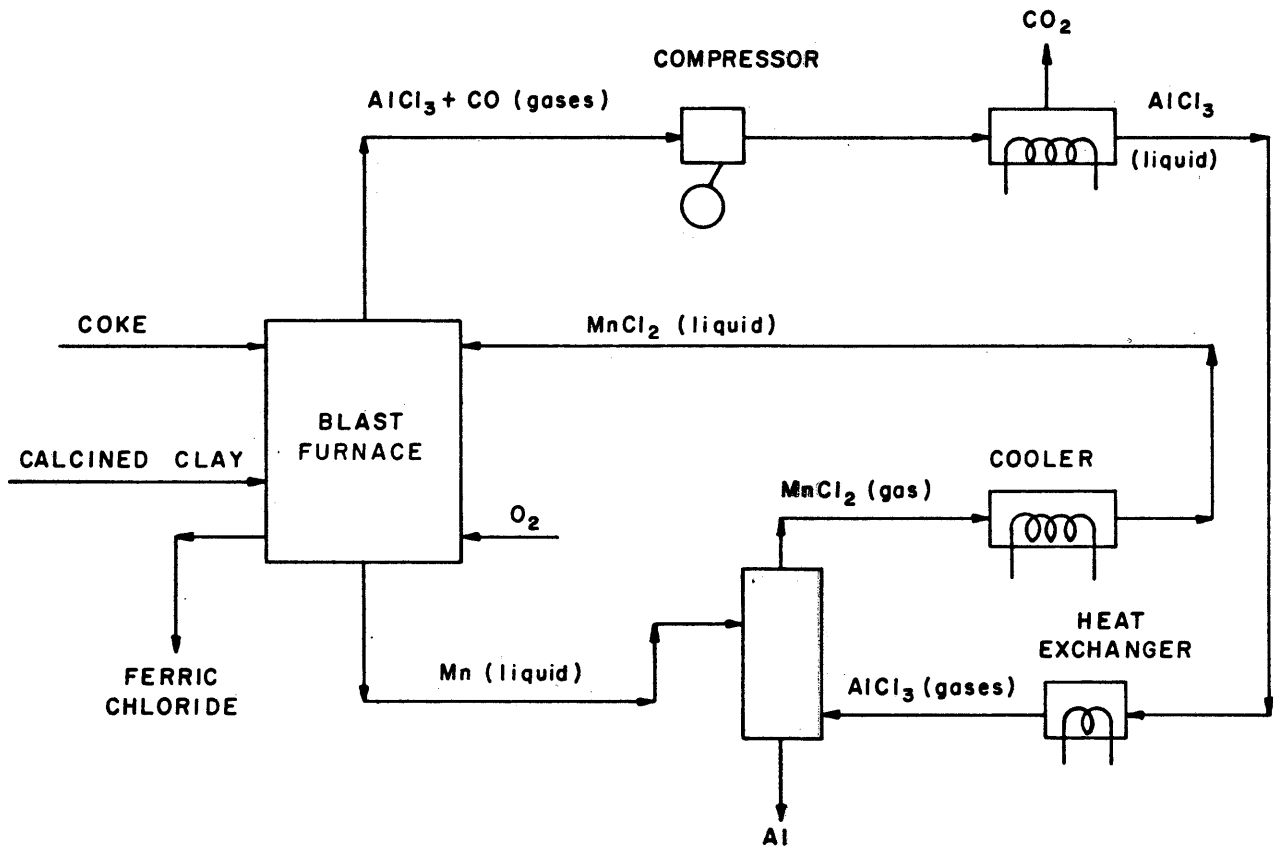 CO₂
COMPRESSOR
AlCl₃ + CO (gases)
AlCl₃
(liquid)
COKE
MnCl₂ (liquid)
BLAST
FURNACE
CALCINED CLAY
COOLER
MnCl₂ (gas)
O₂
HEAT
EXCHANGER
FERRIC
CHLORIDE
Mn (liquid)
AlCl₃ (gases)
Al